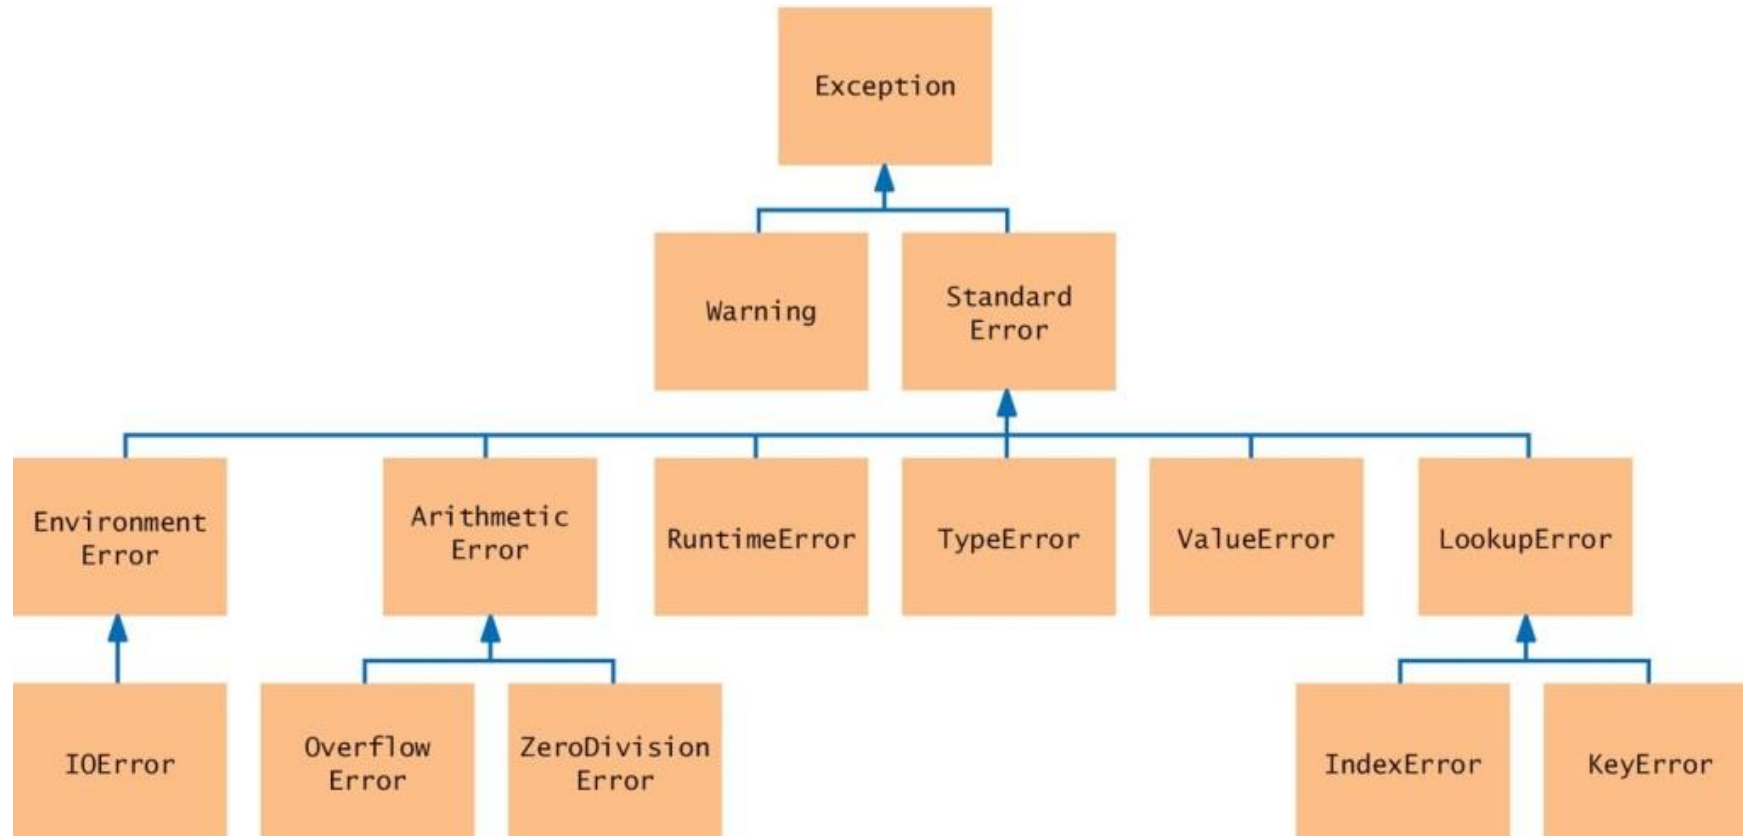 Exception
Warning
Standard
Error
Environment
Error
Arithmetic
Error
RuntimeError
TypeError
ValueError
LookupError
IOError
Overflow
Error
ZeroDivision
Error
IndexError
KeyError